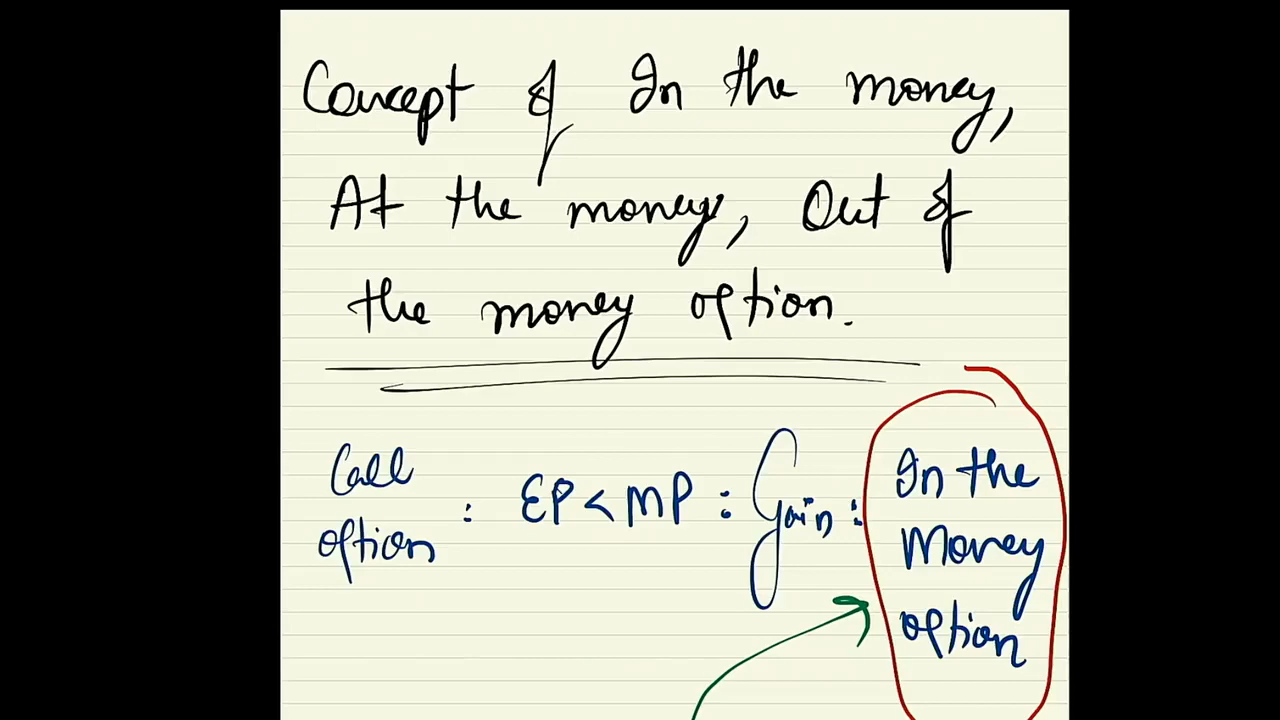 Concept of In the money,
At the money, Out of
the money option.
Call option : EP < MP : Gain : In the Money option